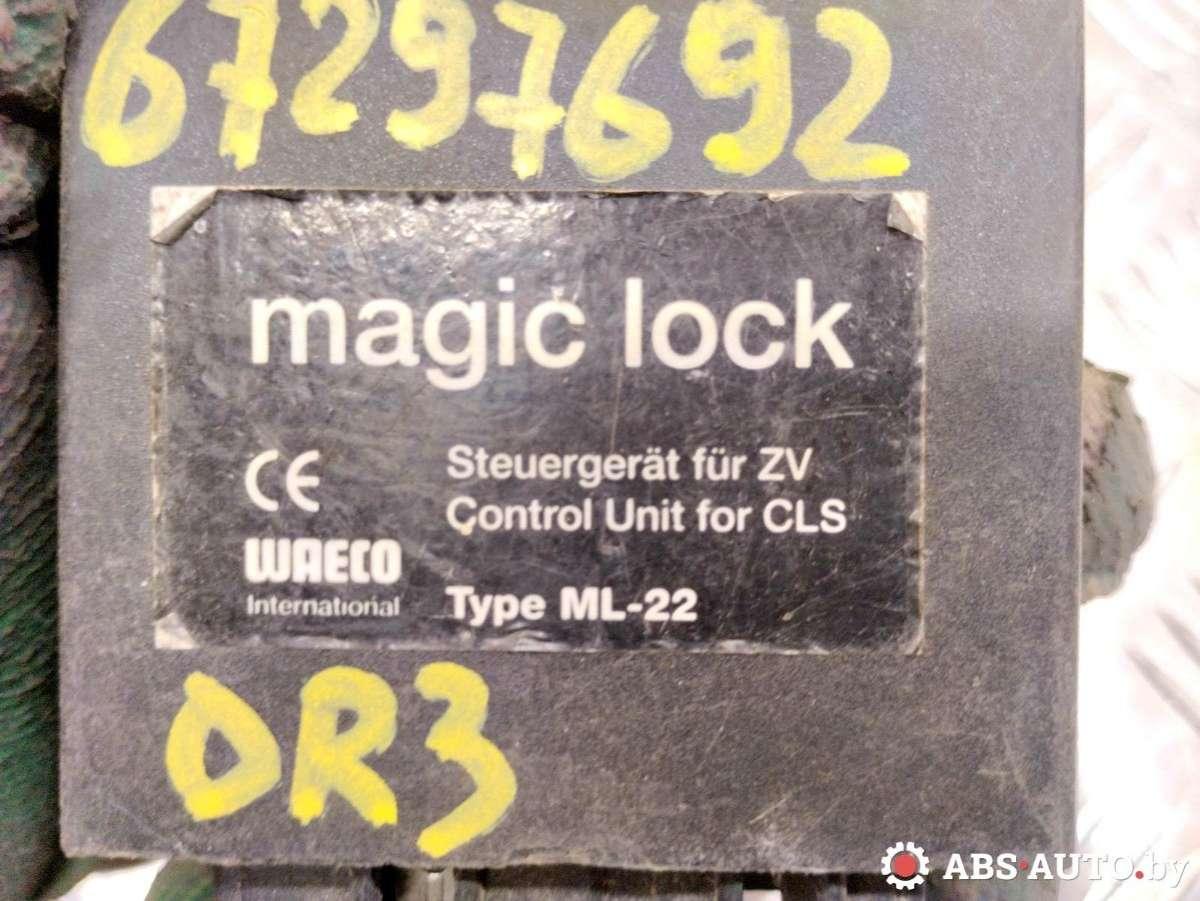 67297692
magic lock
CE
Steuergerät für ZV
Control Unit for CLS
WAECO
International
Type ML-22
DR3
ABS-AUTO.by